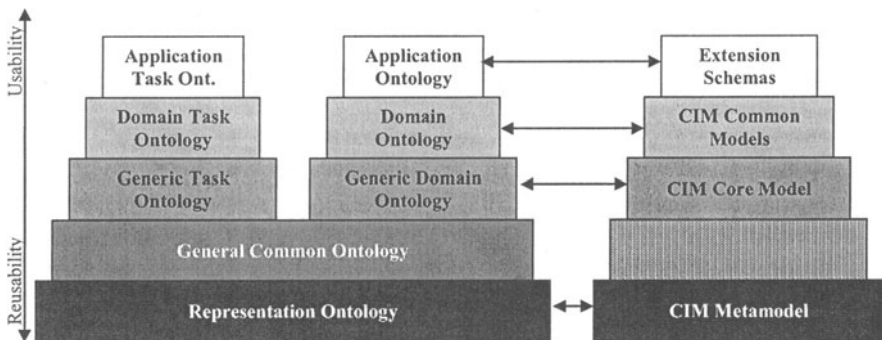 Usability
Reusability
Application
Task Ont.
Application
Ontology
Extension
Schemas
Domain Task
Ontology
Domain
Ontology
CIM Common
Models
Generic Task
Ontology
Generic Domain
Ontology
CIM Core Model
General Common Ontology
Representation Ontology
CIM Metamodel